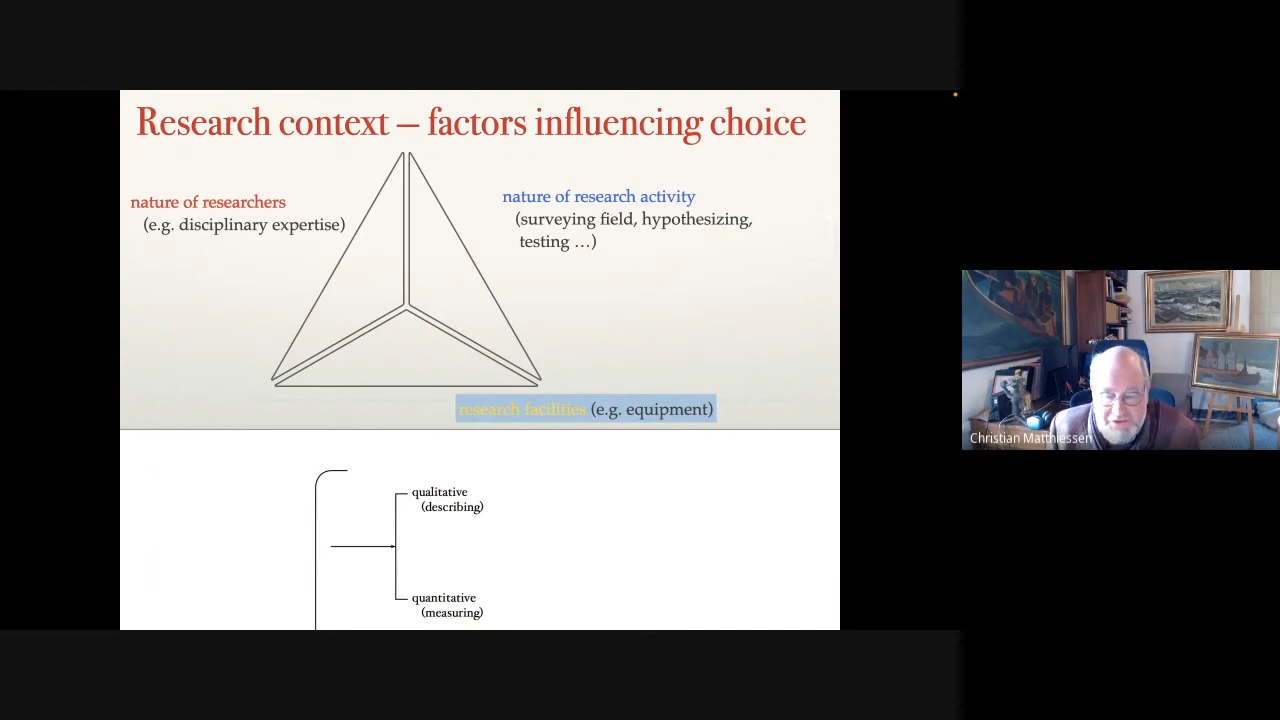 Research context – factors influencing choice
nature of researchers
(e.g. disciplinary expertise)
nature of research activity
(surveying field, hypothesizing,
testing …)
research facilities (e.g. equipment)
qualitative
(describing)
quantitative
(measuring)
Christian Matthiessen